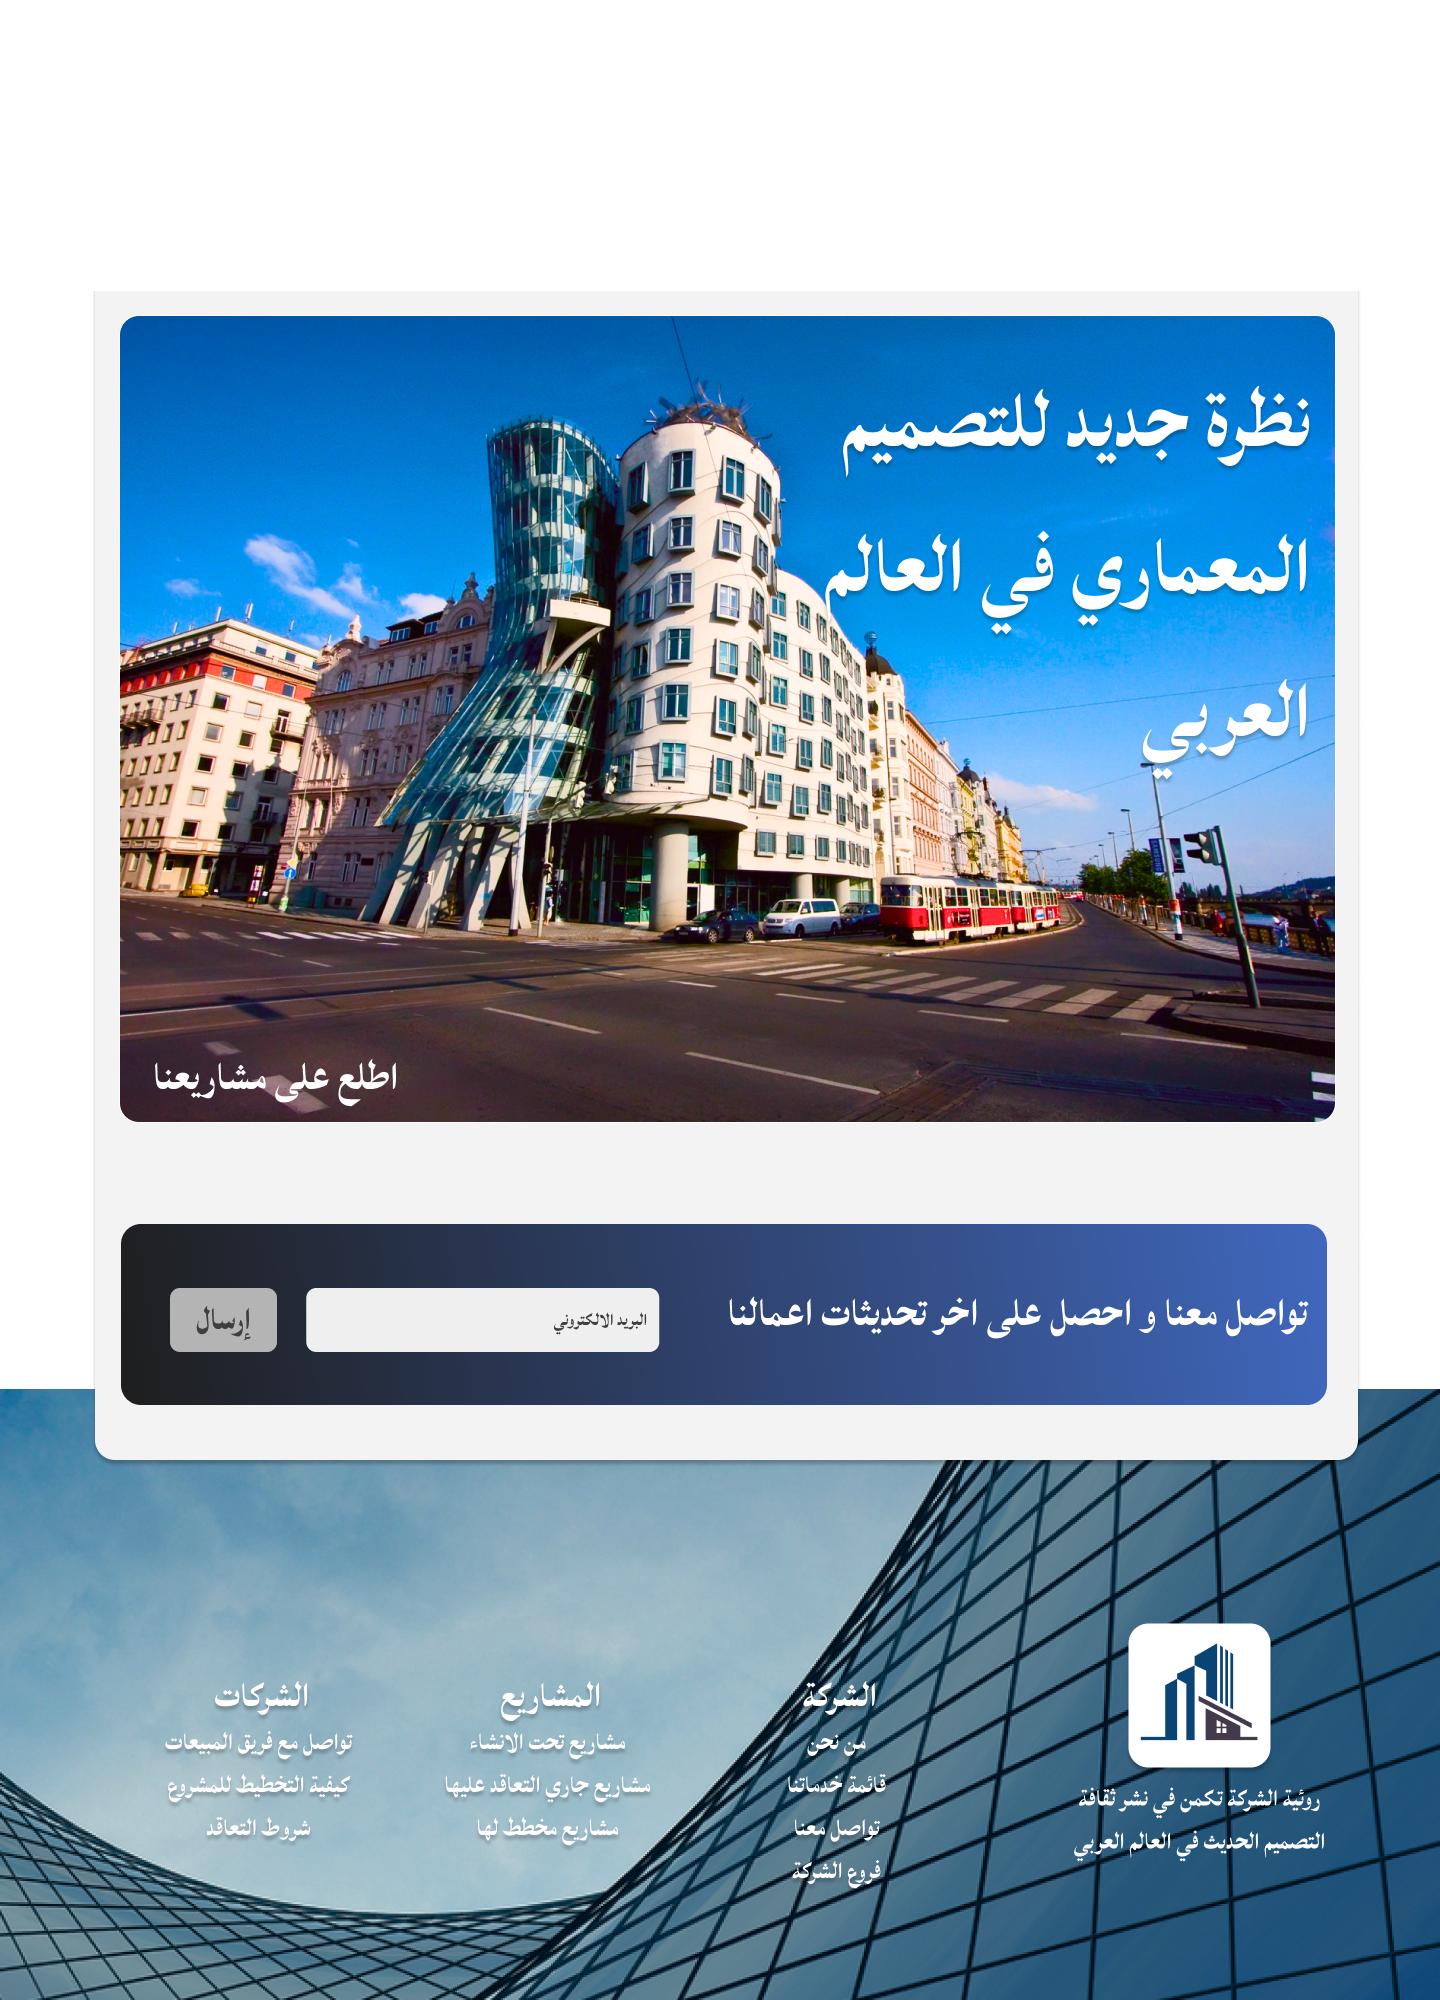 نظرة جديد للتصميم
المعماري في العالم
العربي
اطلع على مشاريعنا
تواصل معنا و احصل على اخر تحديثات اعمالنا
البريد الالكتروني
إرسال
روئية الشركة تكمن في نشر ثقافة
التصميم الحديث في العالم العربي
الشركة
من نحن
قائمة خدماتنا
تواصل معنا
فروع الشركة
المشاريع
مشاريع تحت الانشاء
مشاريع جاري التعاقد عليها
مشاريع مخطط لها
الشركات
تواصل مع فريق المبيعات
كيفية التخطيط للمشروع
شروط التعاقد